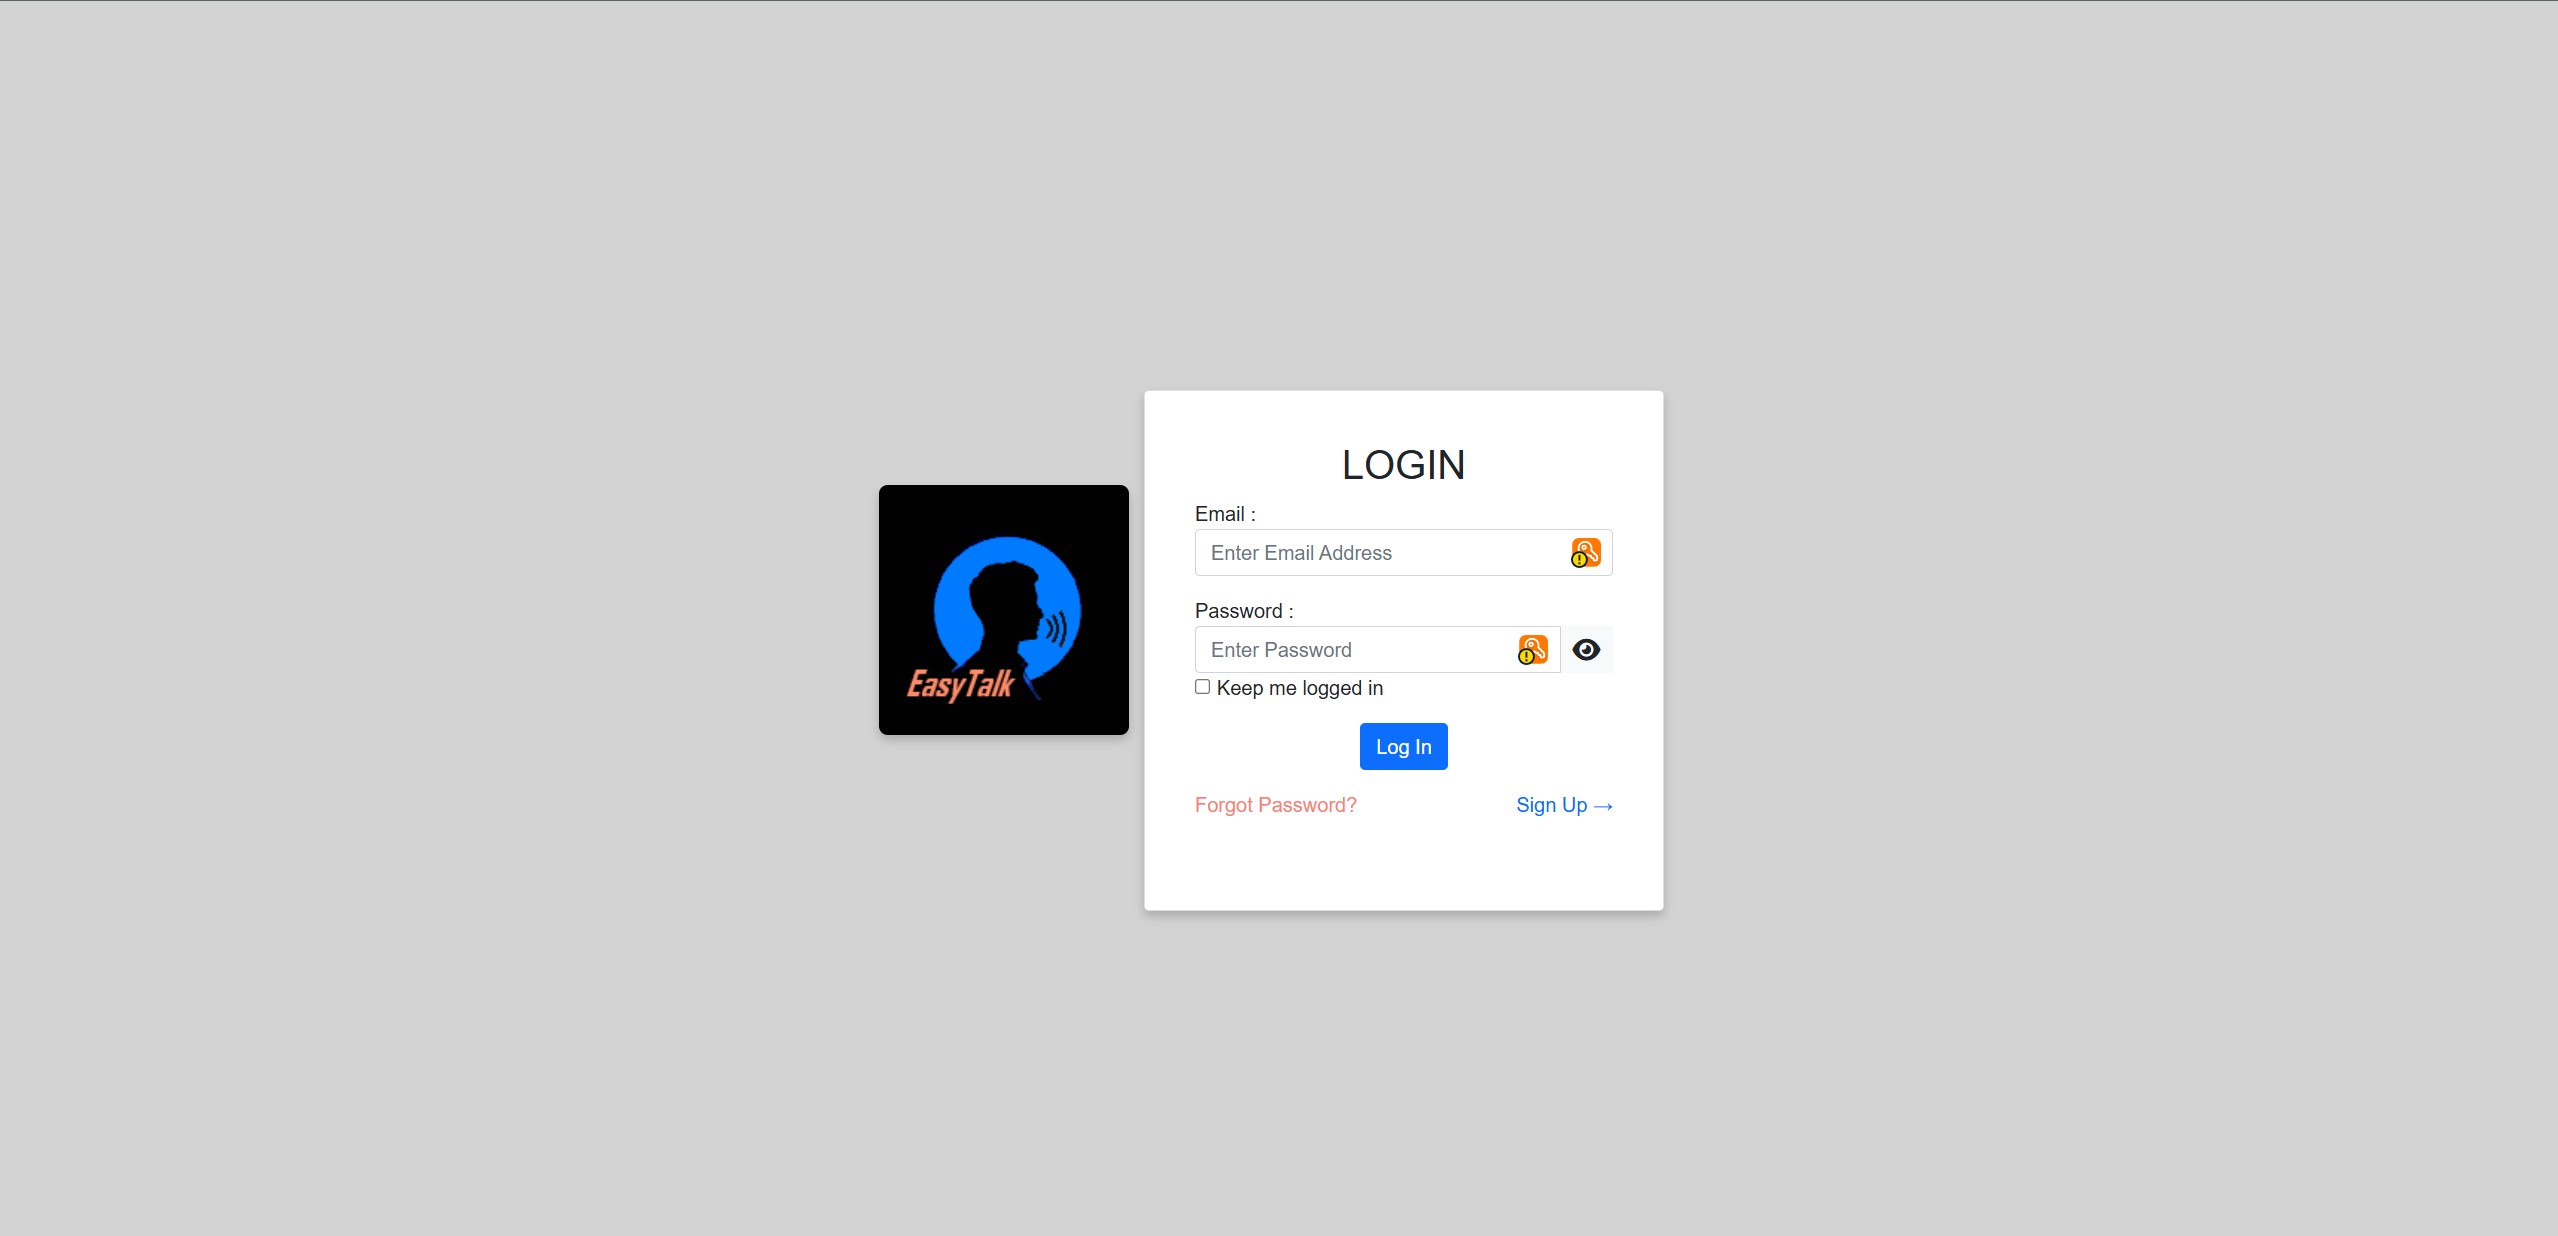 EasyTalk
LOGIN
Email :
Enter Email Address
Password :
Enter Password
Keep me logged in
Log In
Forgot Password?
Sign Up →